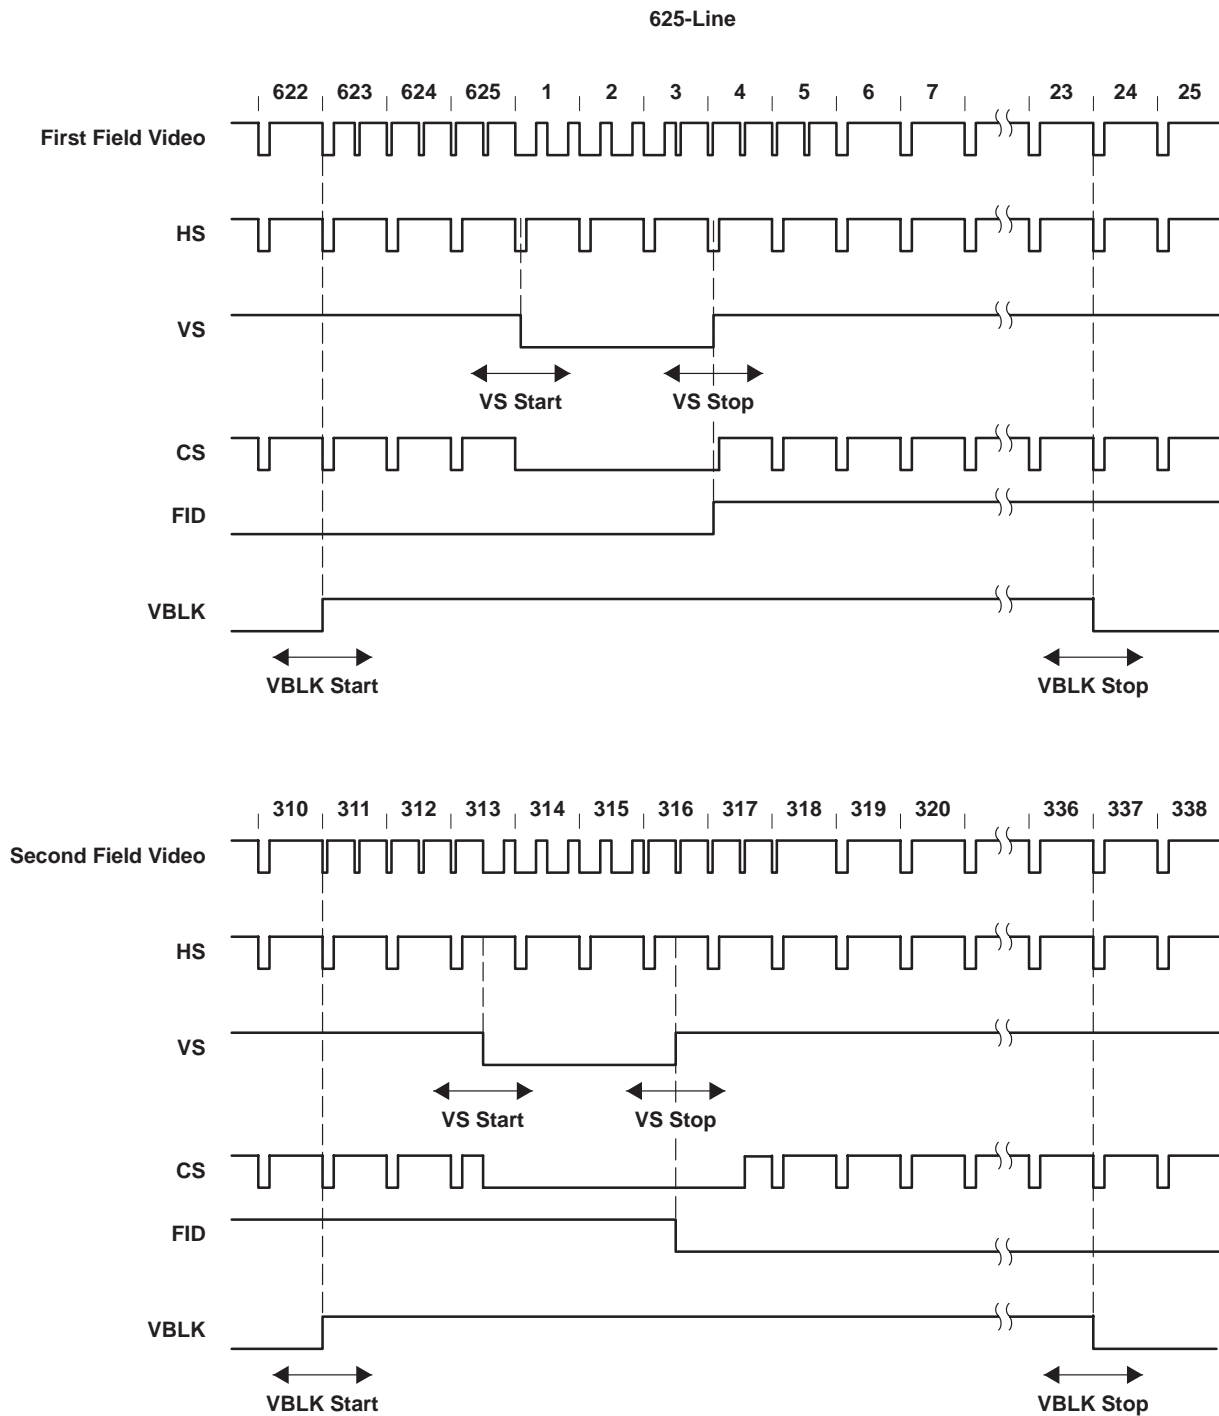 625-Line
622 623 624 625 1 2 3 4 5 6 7 23 24 25
First Field Video
HS
VS
VS Start VS Stop
CS
FID
VBLK
VBLK Start VBLK Stop
310 311 312 313 314 315 316 317 318 319 320 336 337 338
Second Field Video
HS
VS
VS Start VS Stop
CS
FID
VBLK
VBLK Start VBLK Stop